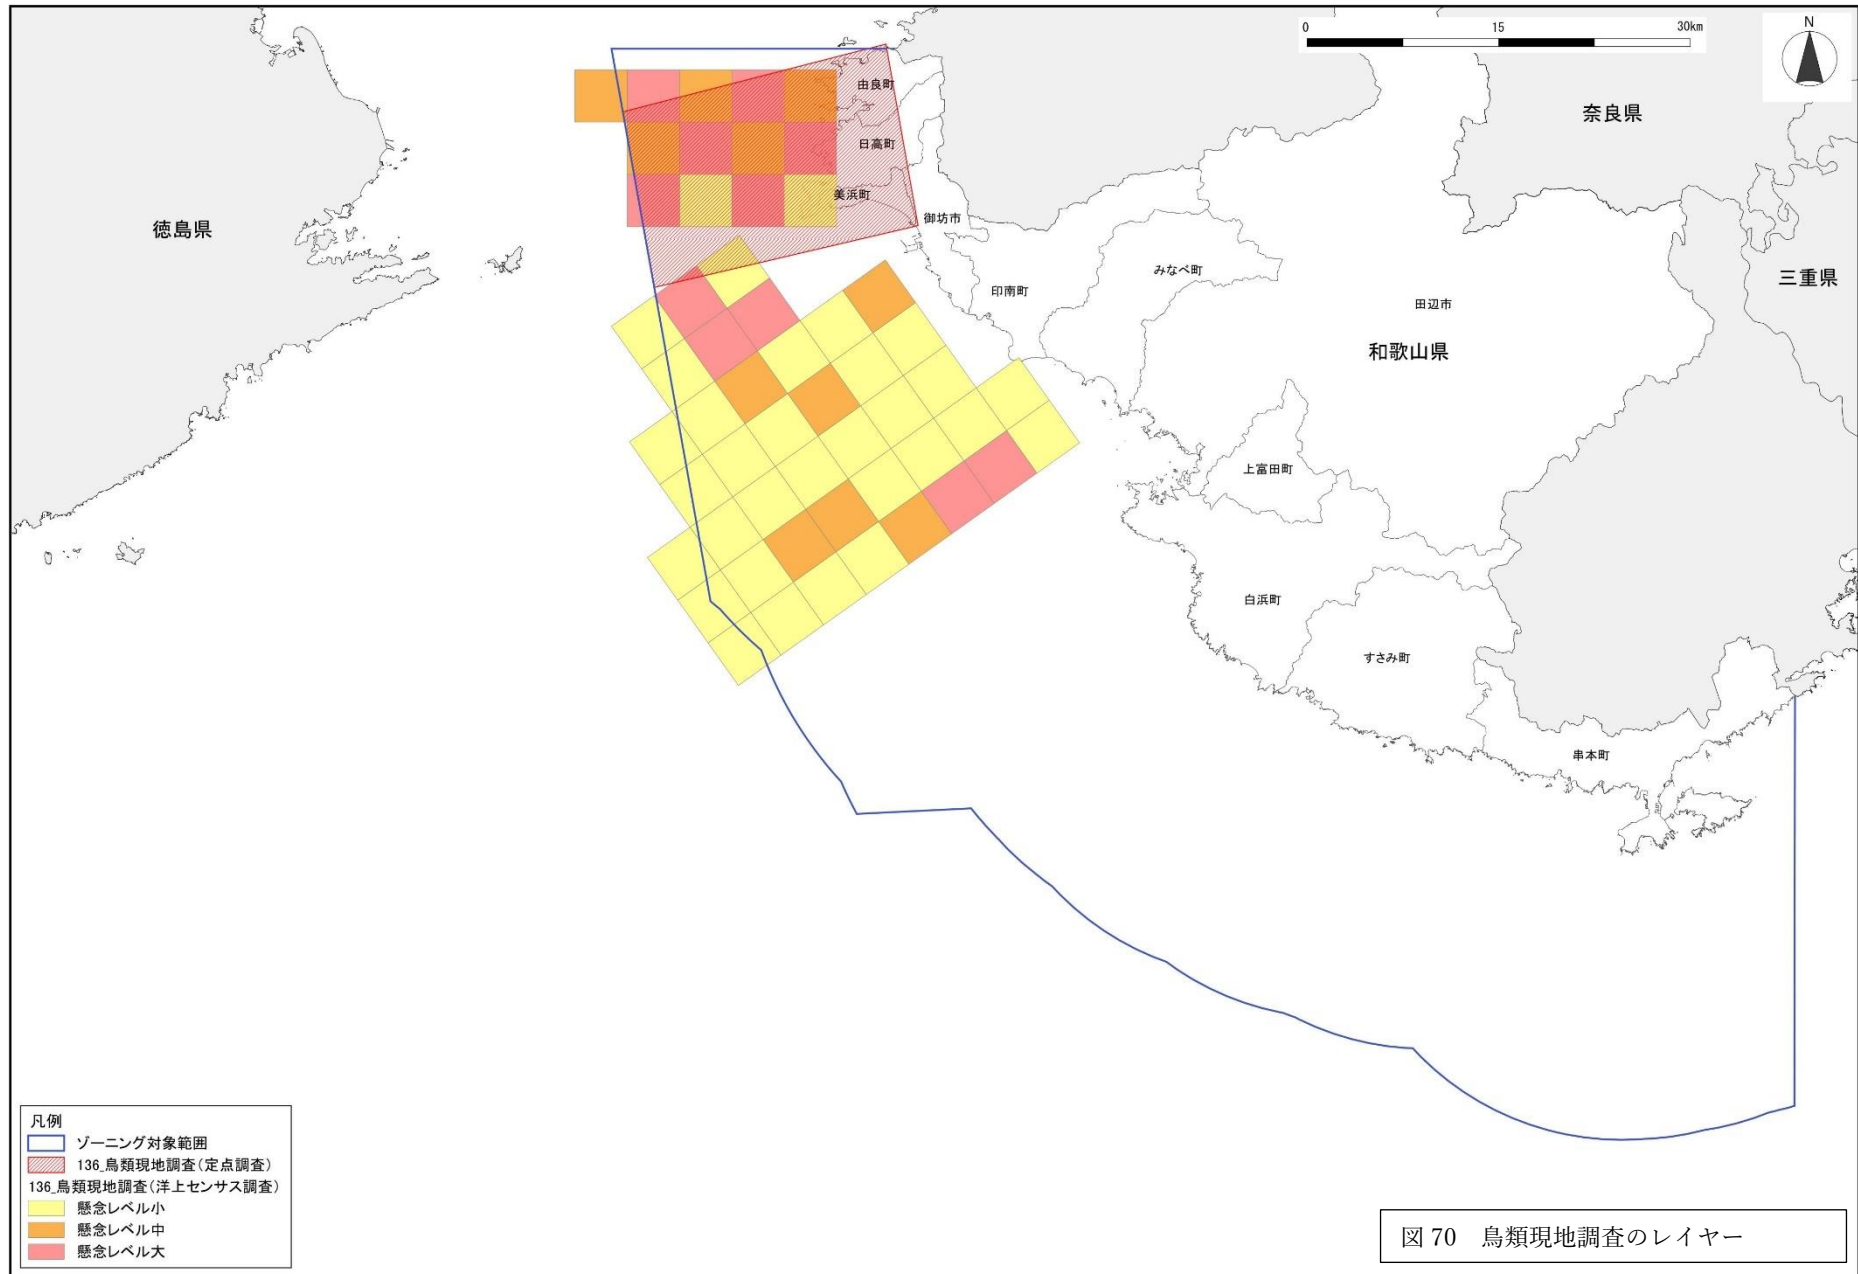 0 15 30km
N
由良町
奈良県
日高町
美浜町
御坊市
徳島県
みなべ町
三重県
印南町
田辺市
和歌山県
上富田町
白浜町
すさみ町
串本町
凡例
ゾーニング対象範囲
136_鳥類現地調査(定点調査)
136_鳥類現地調査(洋上センサス調査)
懸念レベル小
懸念レベル中
懸念レベル大
図 70 鳥類現地調査のレイヤー